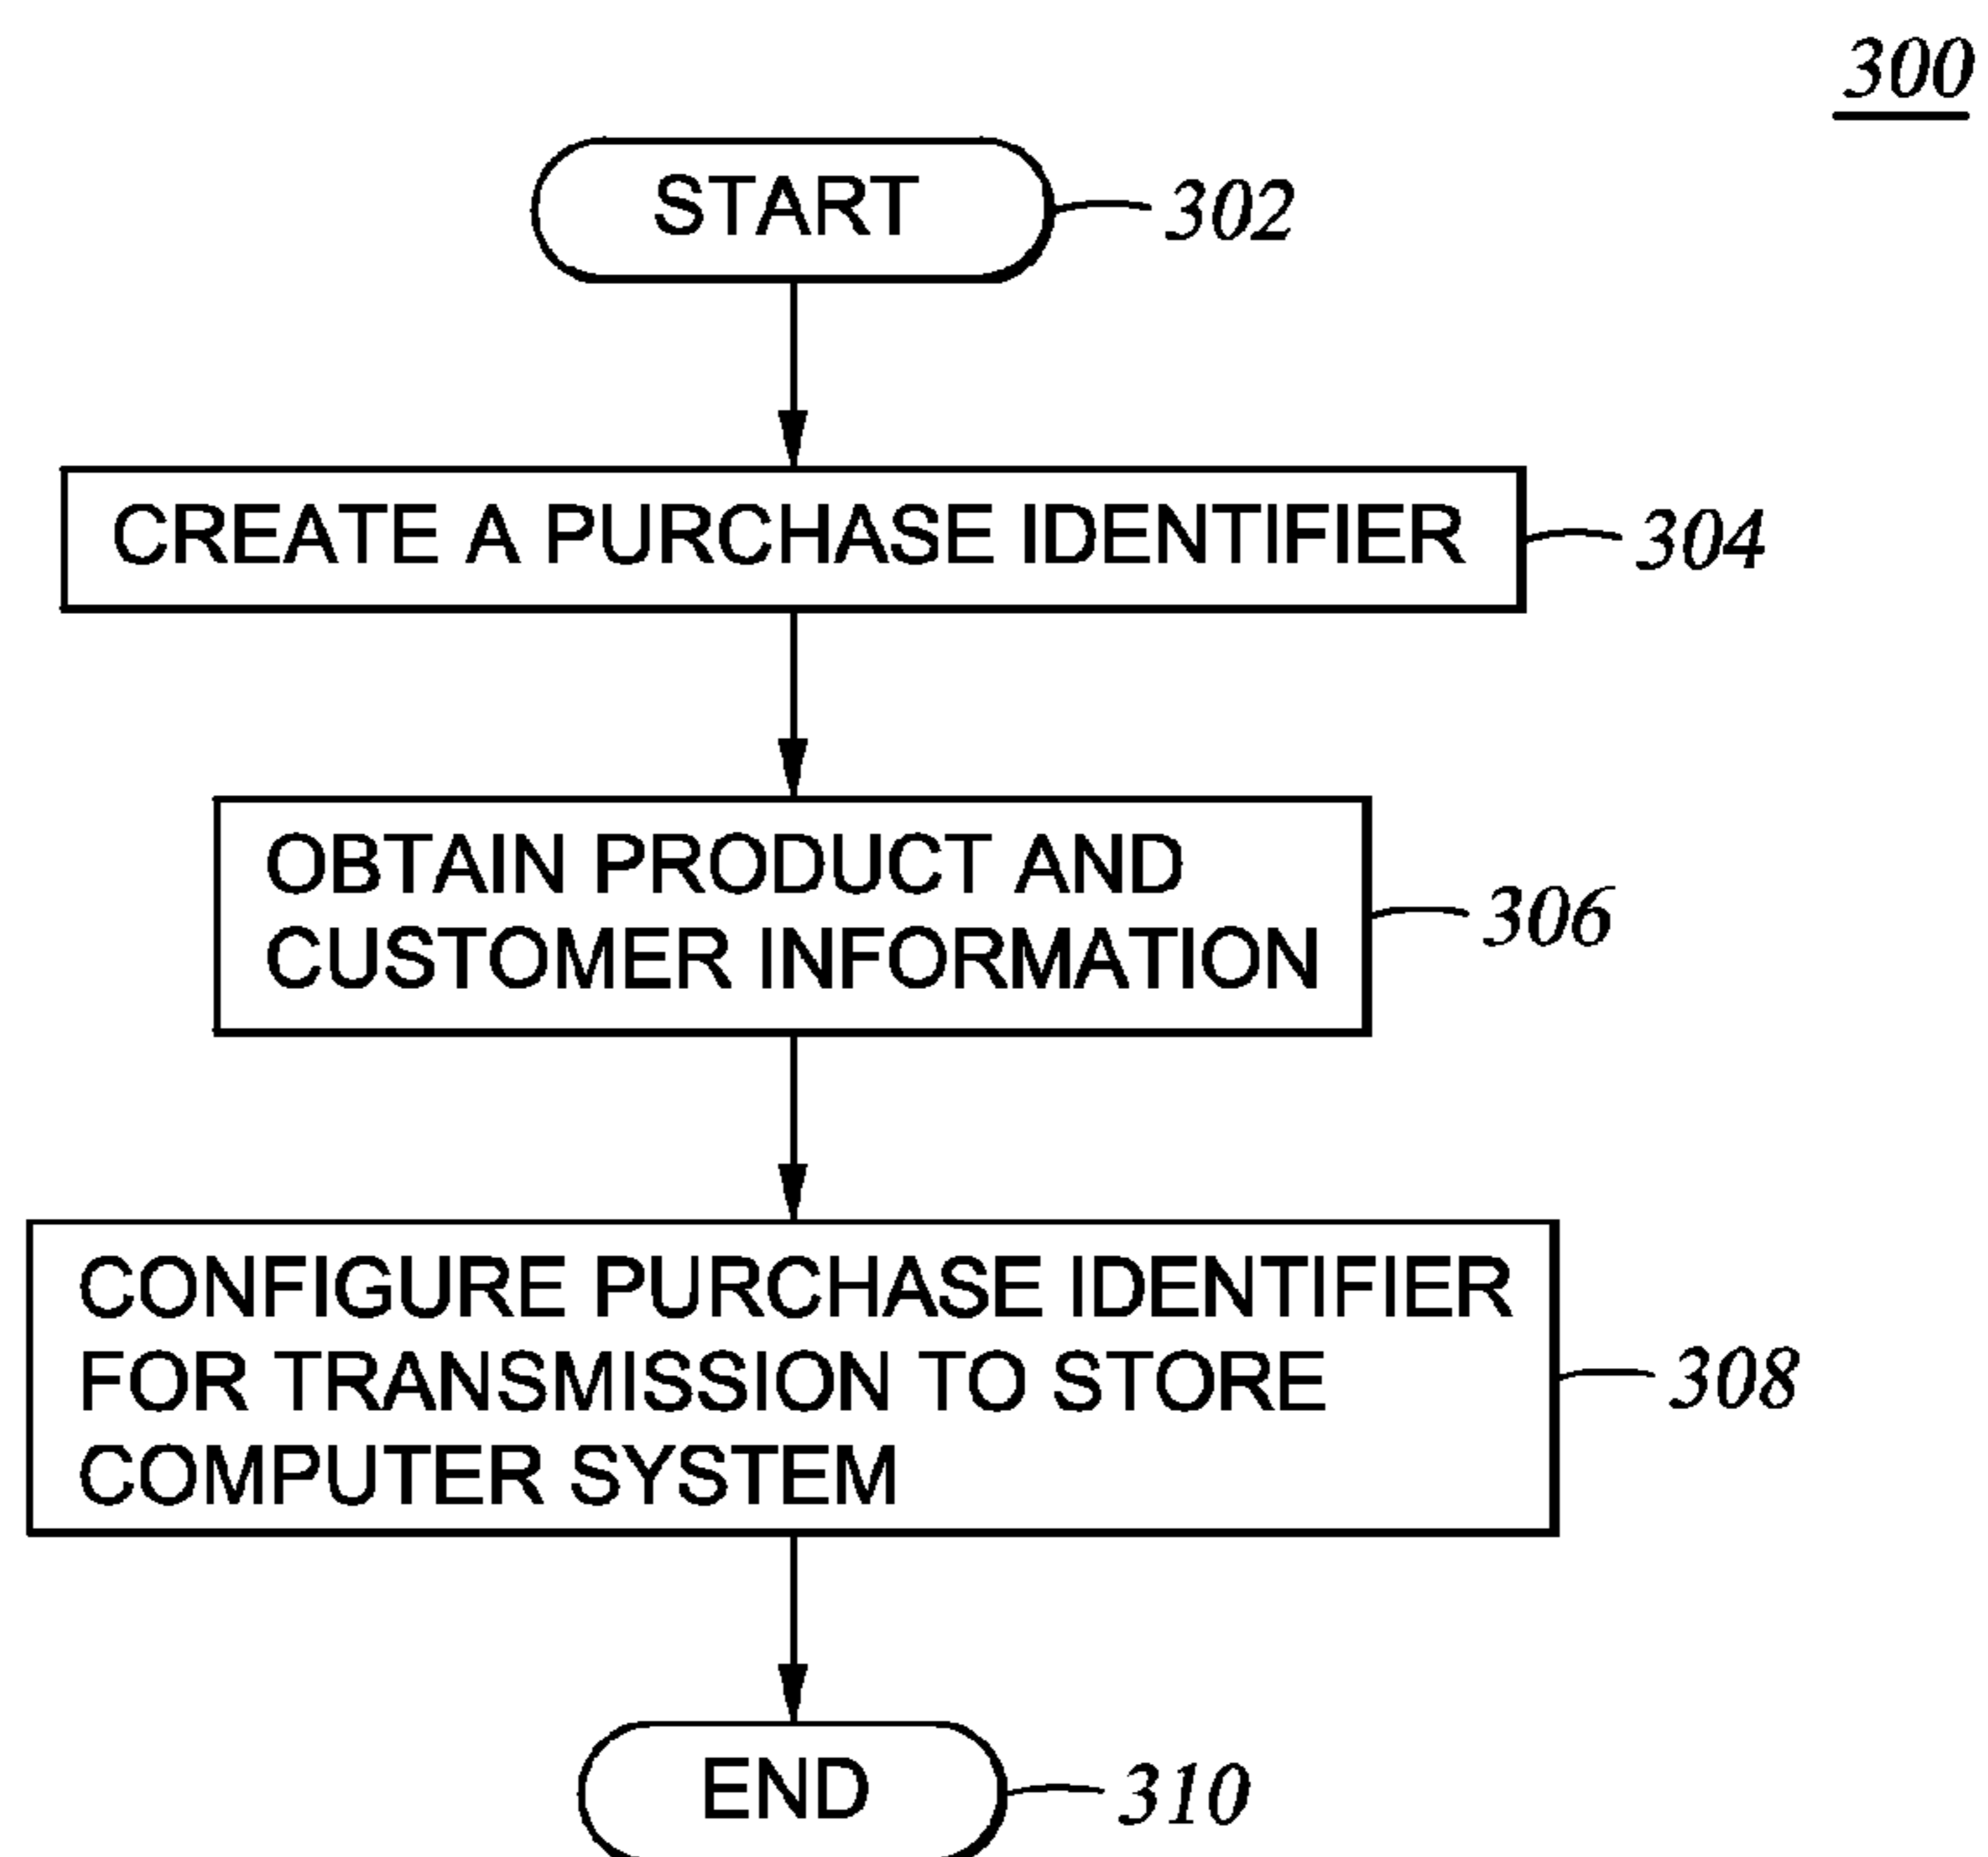 300
START 302
CREATE A PURCHASE IDENTIFIER 304
OBTAIN PRODUCT AND
CUSTOMER INFORMATION
306
CONFIGURE PURCHASE IDENTIFIER
FOR TRANSMISSION TO STORE
COMPUTER SYSTEM
308
END 310